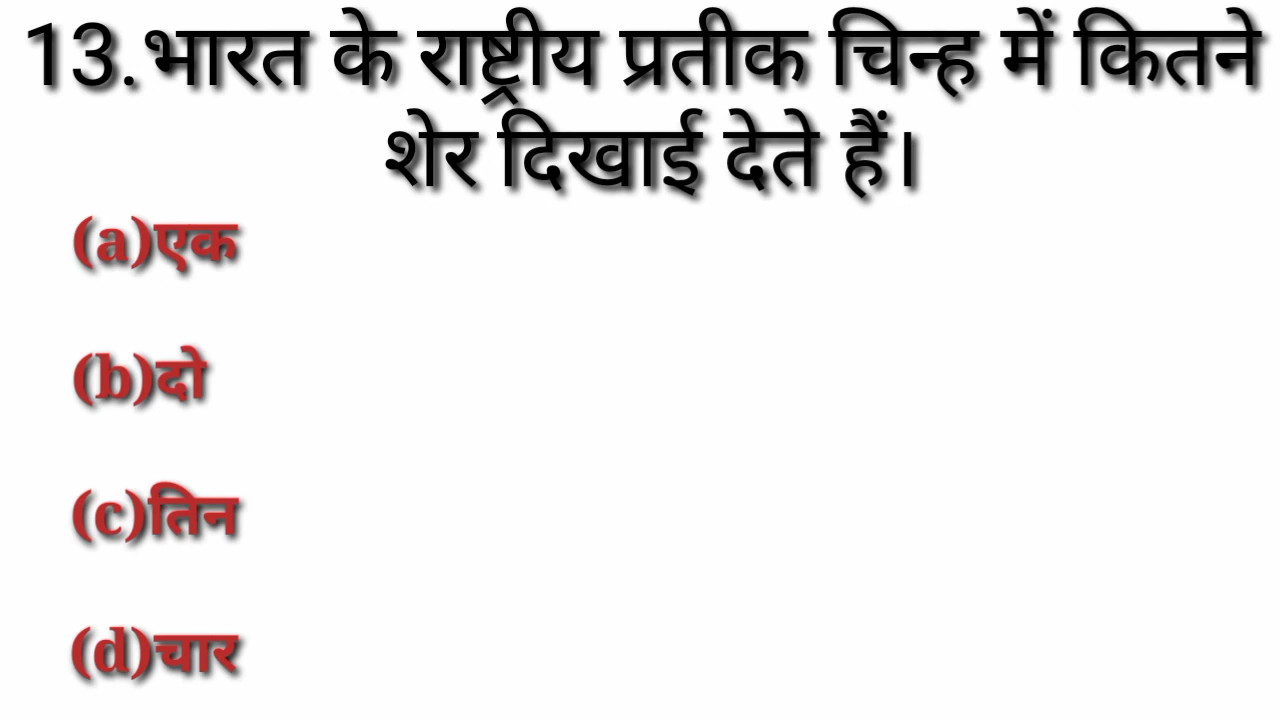 13.भारत के राष्ट्रीय प्रतीक चिन्ह में कितने
शेर दिखाई देते हैं।
(a)एक
(b)दो
(c)तिन
(d)चार